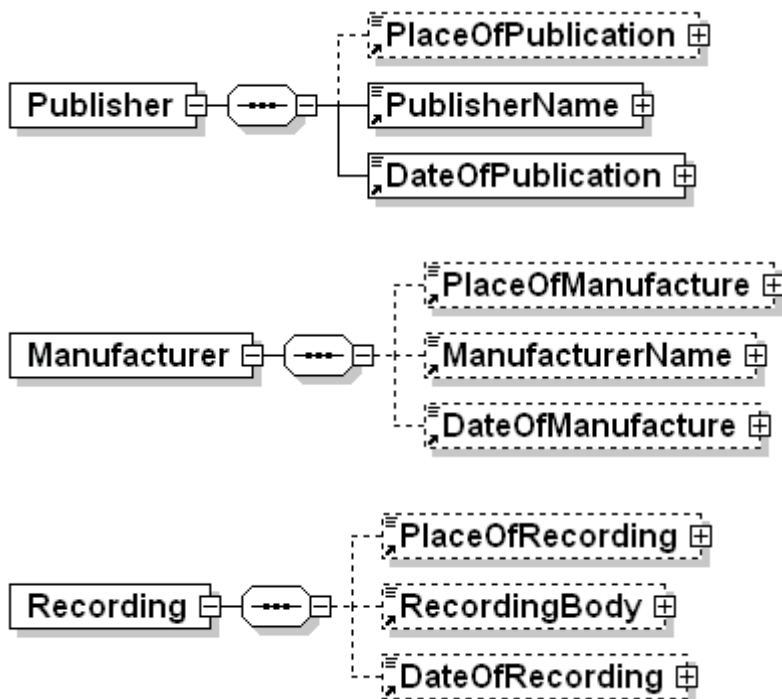 PlaceOfPublication
Publisher
PublisherName
DateOfPublication
PlaceOfManufacture
Manufacturer
ManufacturerName
DateOfManufacture
PlaceOfRecording
Recording
RecordingBody
DateOfRecording